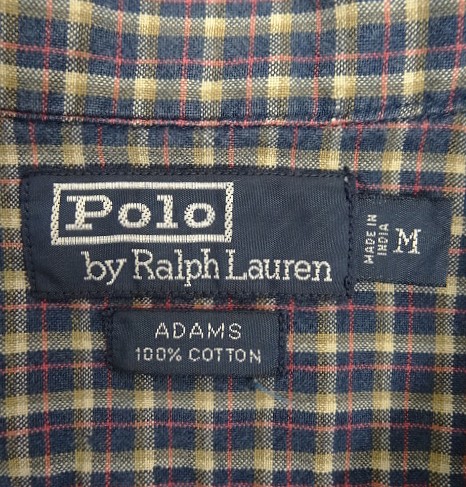 Polo
by Ralph Lauren
MADE IN
INDIA
M
ADAMS
100% COTTON